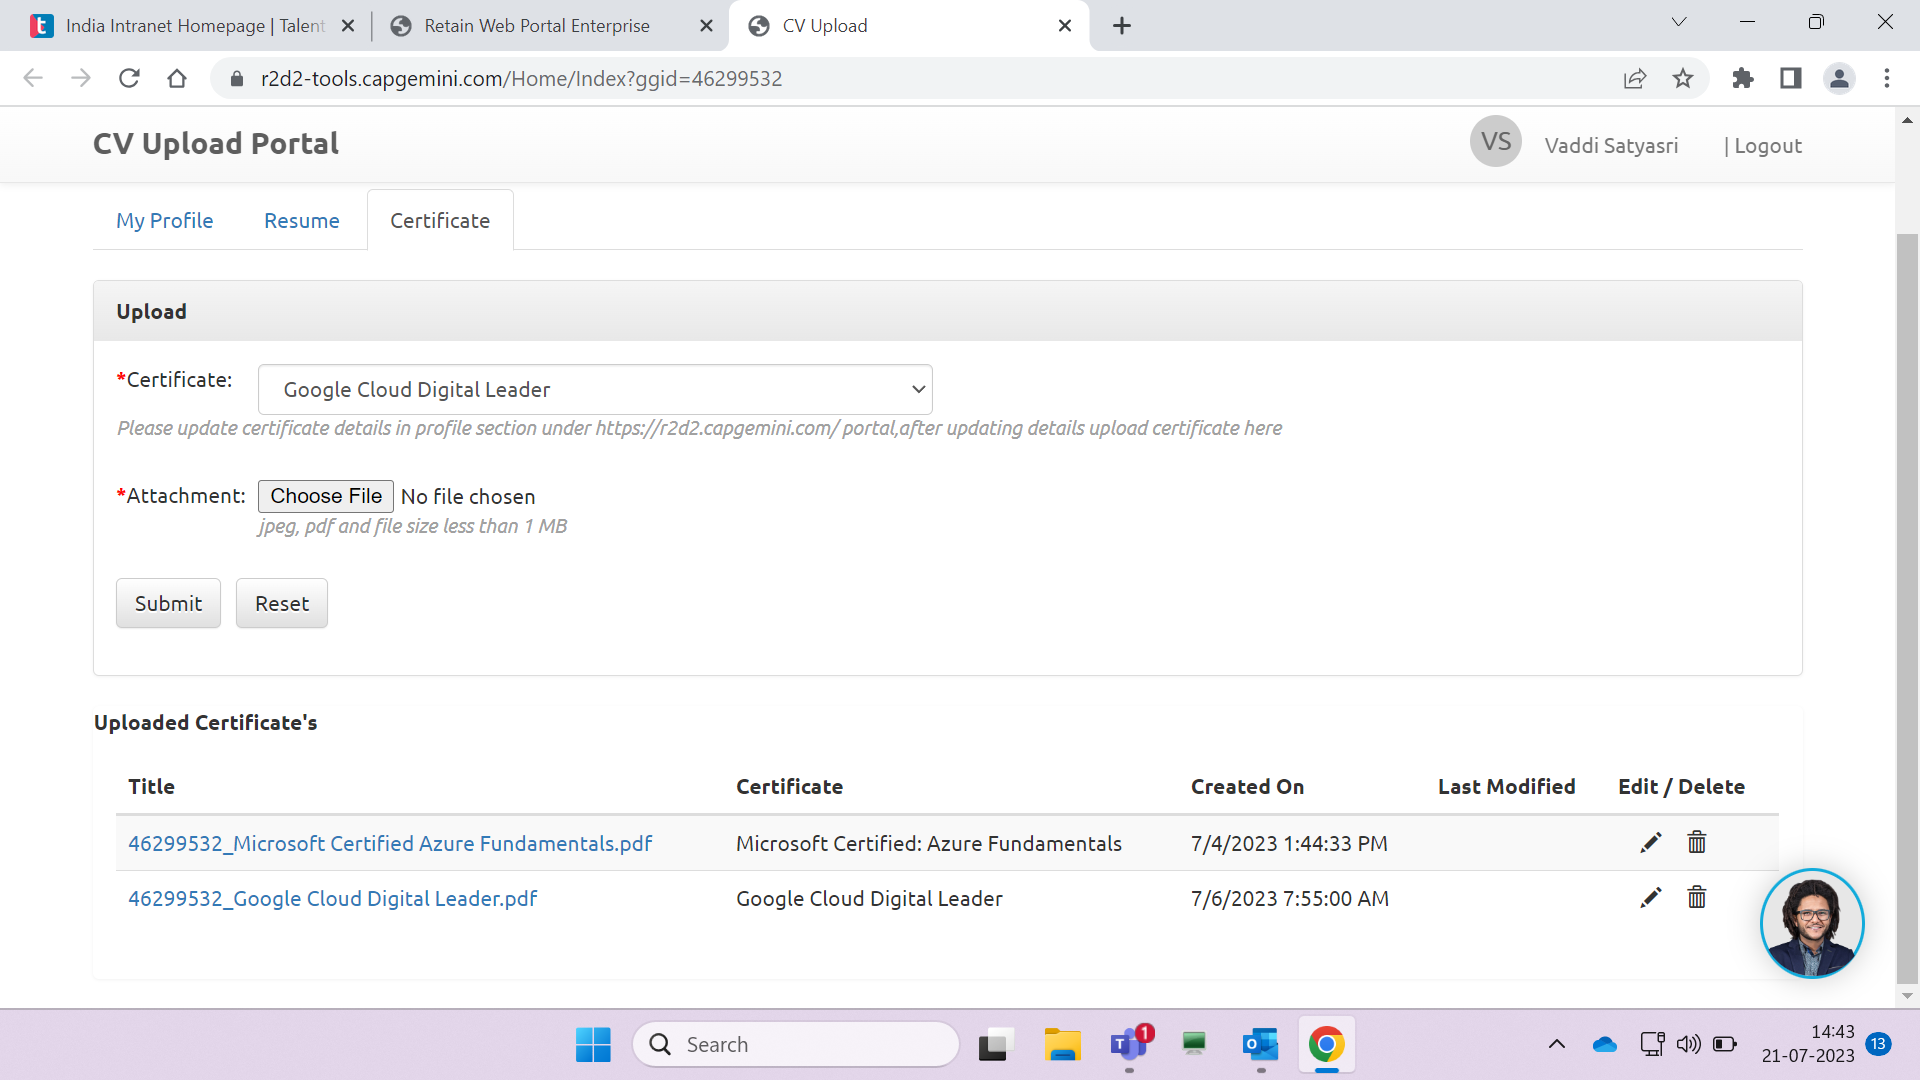 India Intranet Homepage | Talent
Retain Web Portal Enterprise
CV Upload
r2d2-tools.capgemini.com/Home/Index?ggid=46299532
CV Upload Portal
VS
Vaddi Satyasri
| Logout
My Profile
Resume
Certificate
Upload
*Certificate:
Google Cloud Digital Leader
Please update certificate details in profile section under https://r2d2.capgemini.com/ portal,after updating details upload certificate here
*Attachment:
Choose File No file chosen
jpeg, pdf and file size less than 1 MB
Submit
Reset
Uploaded Certificate's
Title Certificate Created On Last Modified Edit / Delete
46299532_Microsoft Certified Azure Fundamentals.pdf Microsoft Certified: Azure Fundamentals 7/4/2023 1:44:33 PM
46299532_Google Cloud Digital Leader.pdf Google Cloud Digital Leader 7/6/2023 7:55:00 AM
Search
1
14:43
21-07-2023
13